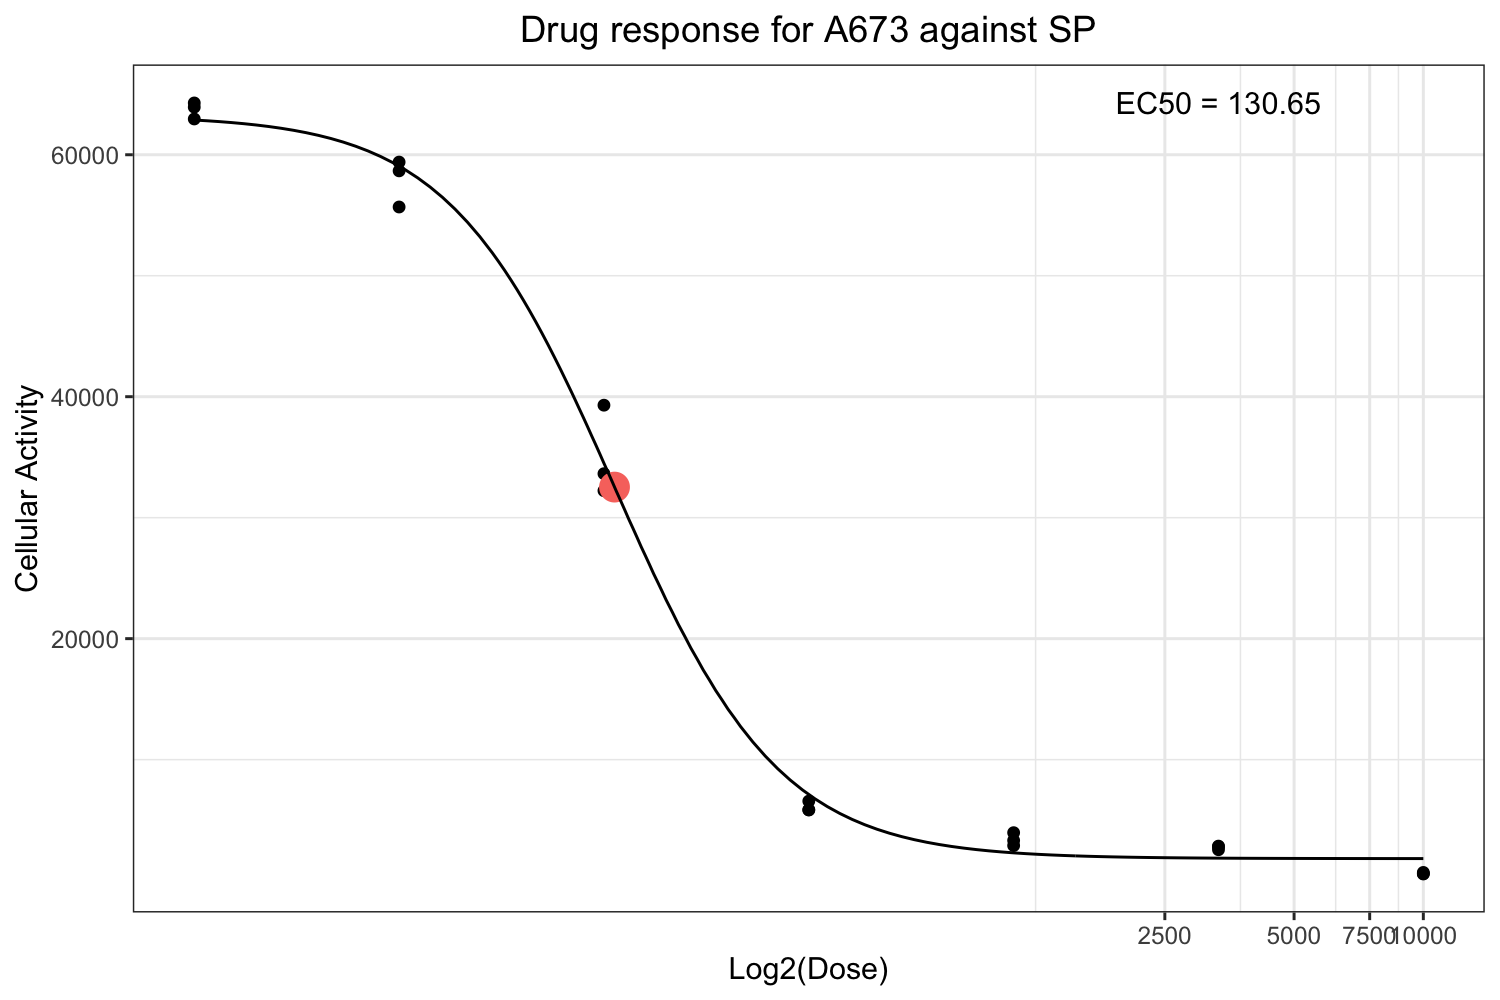 Drug response for A673 against SP
EC50 = 130.65
60000
40000
20000
Cellular Activity
2500 5000 7500 10000
Log2(Dose)